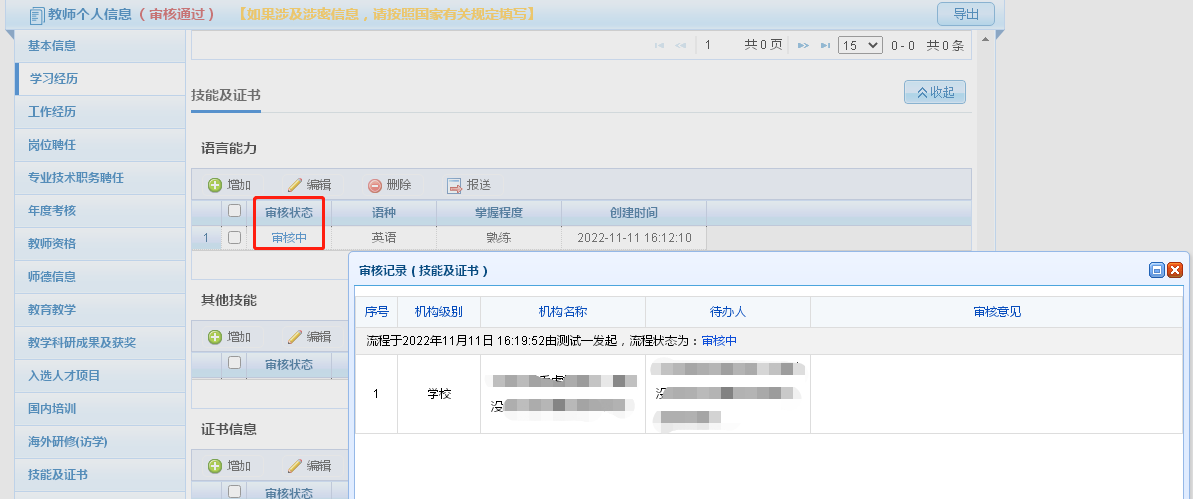 教师个人信息（审核通过） 【如果涉及涉密信息，请按照国家有关规定填写】 导出
基本信息
学习经历
工作经历
岗位聘任
专业技术职务聘任
年度考核
教师资格
师德信息
教育教学
教学科研成果及获奖
入选人才项目
国内培训
海外研修(访学)
技能及证书
1 共0页 15 0 - 0 共0条
技能及证书 收起
语言能力
增加 编辑 删除 报送
审核状态 语种 掌握程度 创建时间
1 审核中 英语 熟练 2022-11-11 16:12:10
其他技能
增加 编辑
审核状态
证书信息
增加 编辑
审核状态
审核记录（技能及证书）
序号 机构级别 机构名称 待办人 审核意见
流程于2022年11月11日 16:19:52由测试一发起，流程状态为：审核中
1 学校
没 没